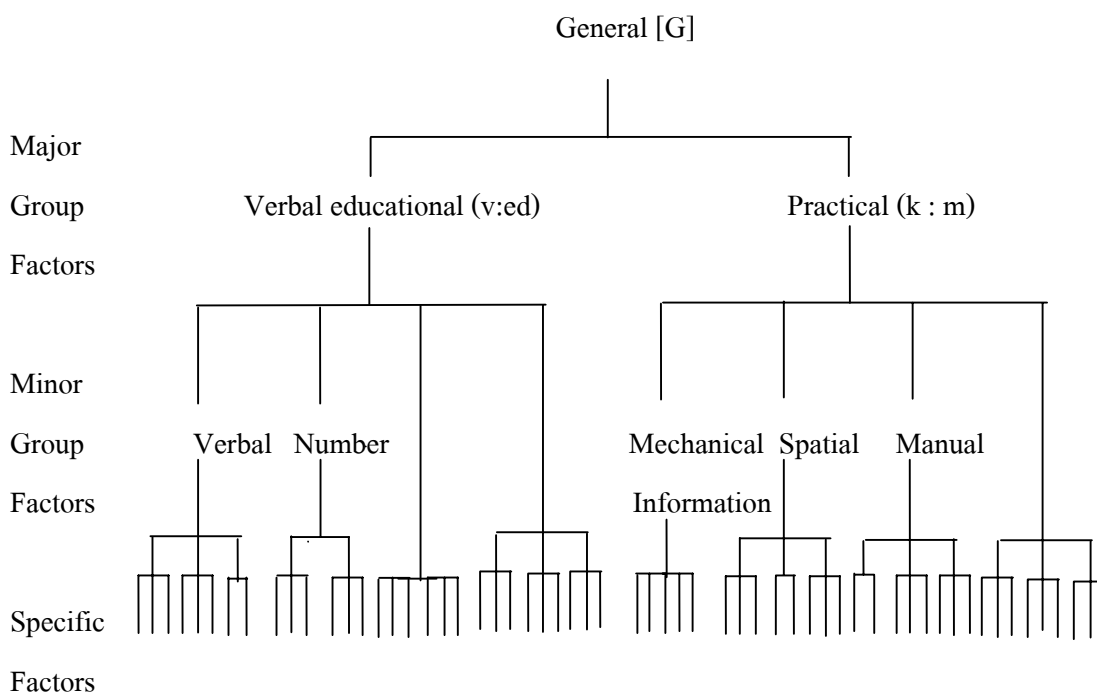 General [G]
Major
Group Verbal educational (v:ed) Practical (k : m)
Factors
Minor
Group Verbal Number Mechanical Spatial Manual
Factors Information
Specific
Factors